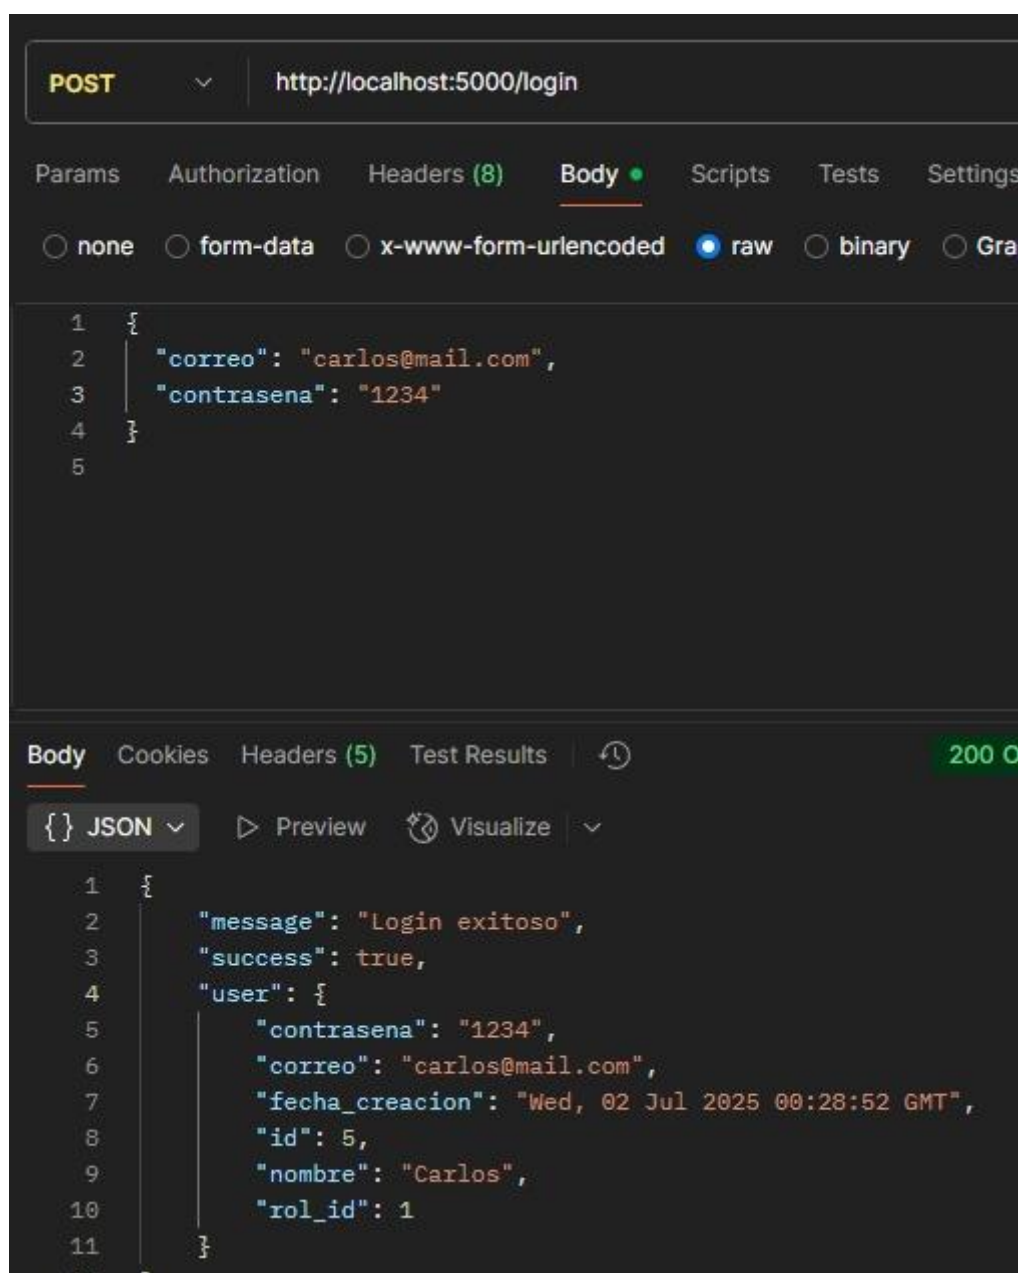 POST http://localhost:5000/login
Params Authorization Headers (8) Body Scripts Tests Settings
none form-data x-www-form-urlencoded raw binary Gra
1 {
2 "correo": "carlos@mail.com",
3 "contrasena": "1234"
4 }
5
Body Cookies Headers (5) Test Results 200 O
{} JSON Preview Visualize
1 {
2 "message": "Login exitoso",
3 "success": true,
4 "user": {
5 "contrasena": "1234",
6 "correo": "carlos@mail.com",
7 "fecha_creacion": "Wed, 02 Jul 2025 00:28:52 GMT",
8 "id": 5,
9 "nombre": "Carlos",
10 "rol_id": 1
11 }